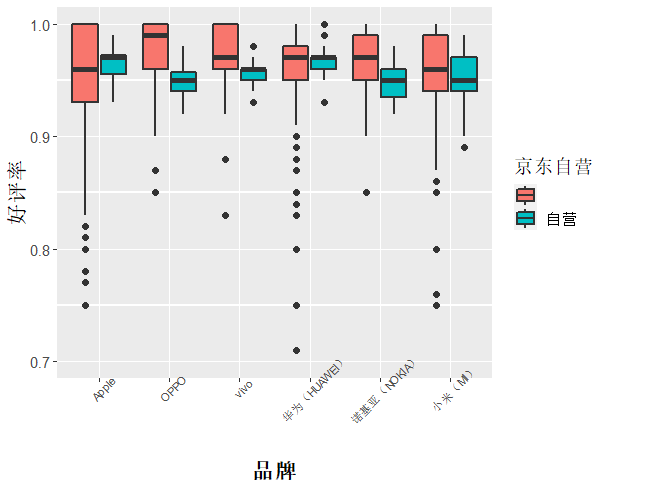 1.0
0.9
0.8
0.7
好评率
Apple
OPPO
vivo
华为（HUAWEI）
诺基亚（NOKIA）
小米（MI）
品牌
京东自营
自营